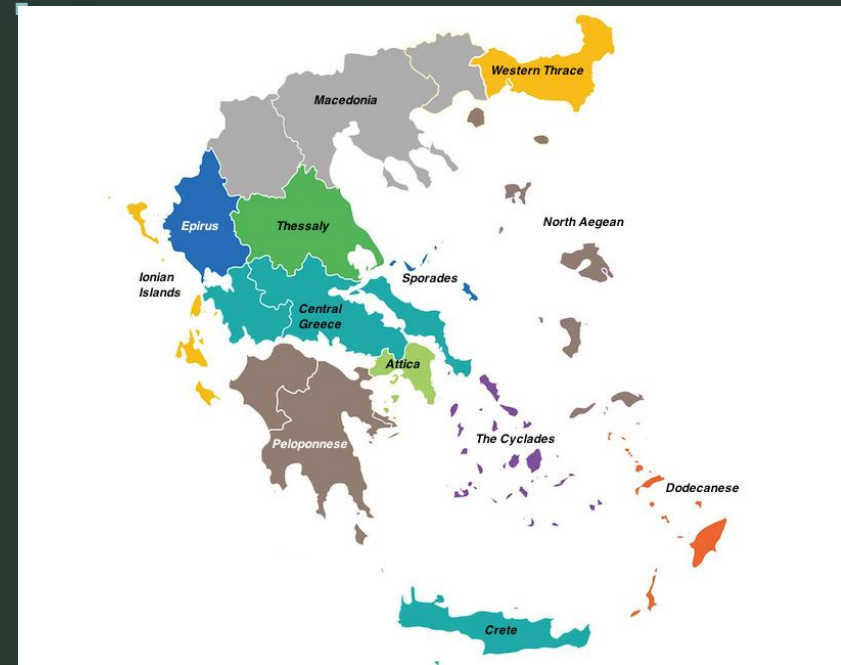 Western Thrace
Macedonia
North Aegean
Epirus
Thessaly
Ionian
Islands
Sporades
Central
Greece
Attica
The Cyclades
Peloponnese
Dodecanese
Crete